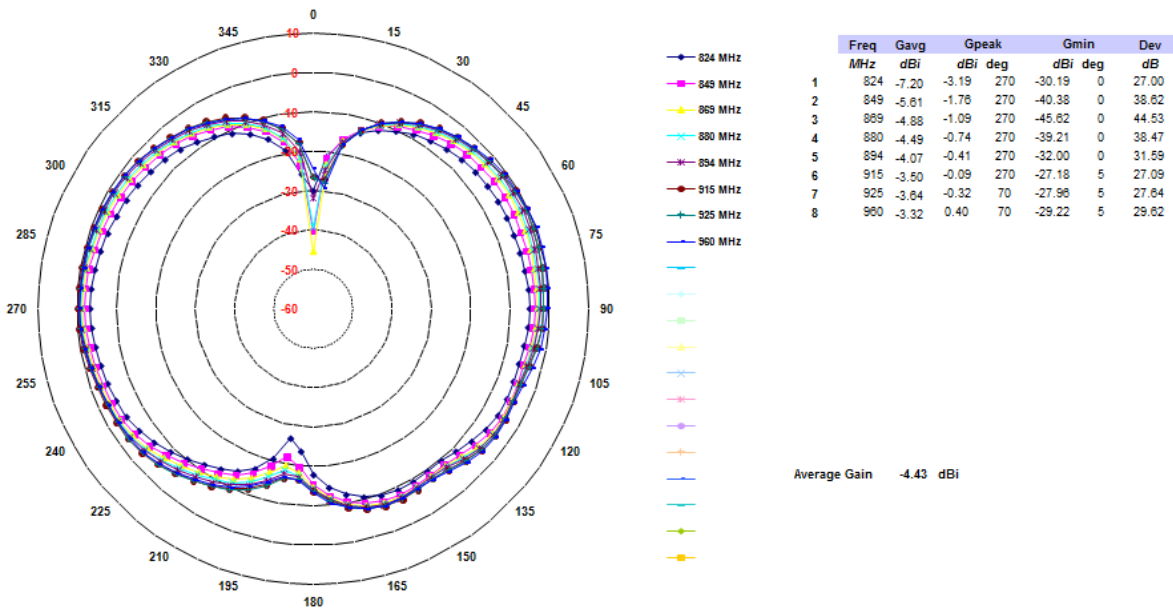 0
15
30
45
60
75
90
105
120
135
150
165
180
195
210
225
240
255
270
285
300
315
330
345
10
0
-10
-20
-30
-40
-50
-60
824 MHz
849 MHz
869 MHz
880 MHz
894 MHz
915 MHz
925 MHz
960 MHz
Freq Gavg Gpeak Gmin Dev
MHz dBi dBi deg dBi deg dB
1 824 -7.20 -3.19 270 -30.19 0 27.00
2 849 -5.61 -1.76 270 -40.38 0 38.62
3 869 -4.88 -1.09 270 -45.62 0 44.53
4 880 -4.49 -0.74 270 -39.21 0 38.47
5 894 -4.07 -0.41 270 -32.00 0 31.59
6 915 -3.50 -0.09 270 -27.18 5 27.09
7 925 -3.64 -0.32 70 -27.96 5 27.64
8 960 -3.32 0.40 70 -29.22 5 29.62
Average Gain -4.43 dBi